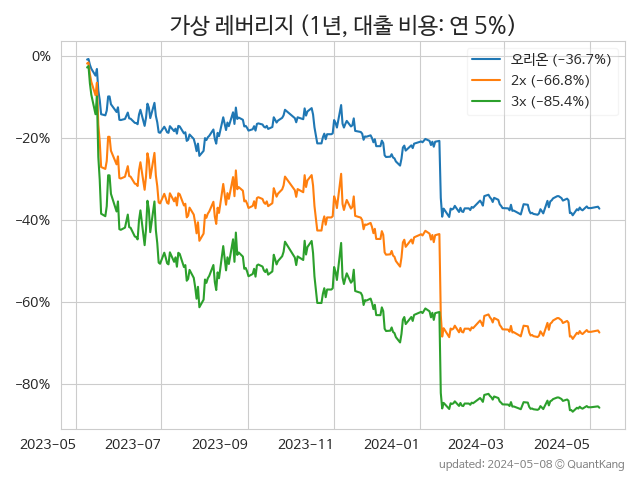 가상 레버리지 (1년, 대출 비용: 연 5%)
0%
−20%
−40%
−60%
−80%
오리온 (−36.7%)
2x (−66.8%)
3x (−85.4%)
2023-05 2023-07 2023-09 2023-11 2024-01 2024-03 2024-05
updated: 2024-05-08 © QuantKang